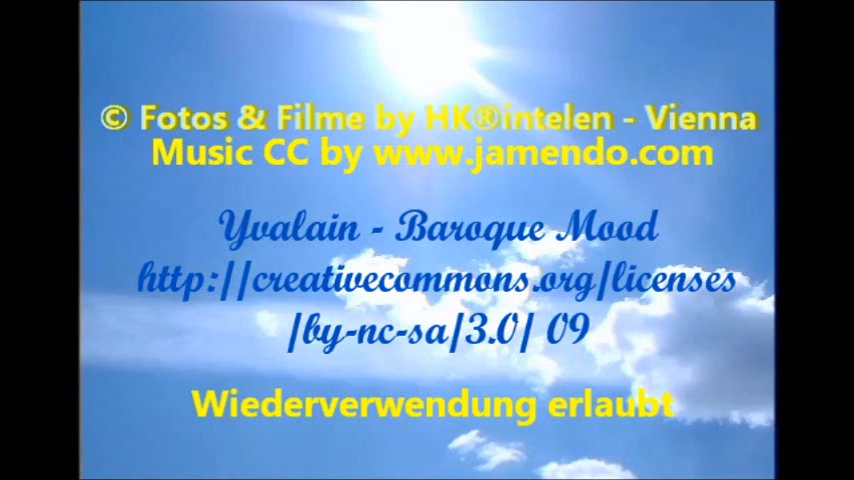 © Fotos & Filme by HK®intelen - Vienna
Music CC by www.jamendo.com
Yvalain - Baroque Mood
http://creativecommons.org/licenses
/by-nc-sa/3.0/ 09
Wiederverwendung erlaubt